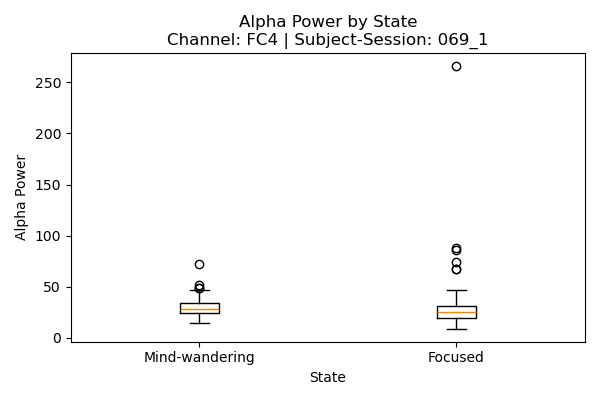 Alpha Power by State
Channel: FC4 | Subject-Session: 069_1
250
200
150
100
50
0
Alpha Power
Mind-wandering
Focused
State